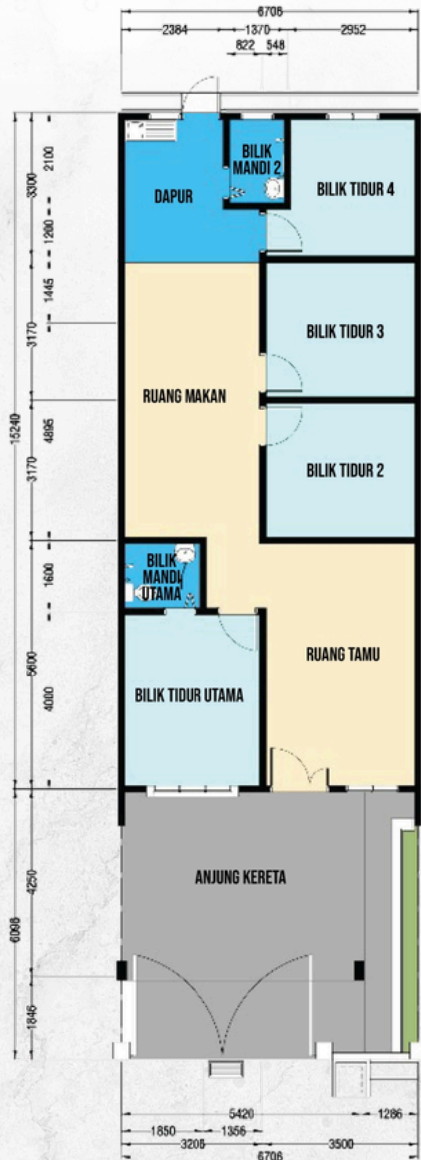 6706
2384
1370
2952
822
548
2100
3300
1200
1445
3170
15240
4895
3170
1600
5600
4000
4250
6096
1846
DAPUR
BILIK
MANDI 2
BILIK TIDUR 4
BILIK TIDUR 3
RUANG MAKAN
BILIK TIDUR 2
BILIK
MANDI
UTAMA
RUANG TAMU
BILIK TIDUR UTAMA
ANJUNG KERETA
5420
1286
1850
1356
3205
3500
6706